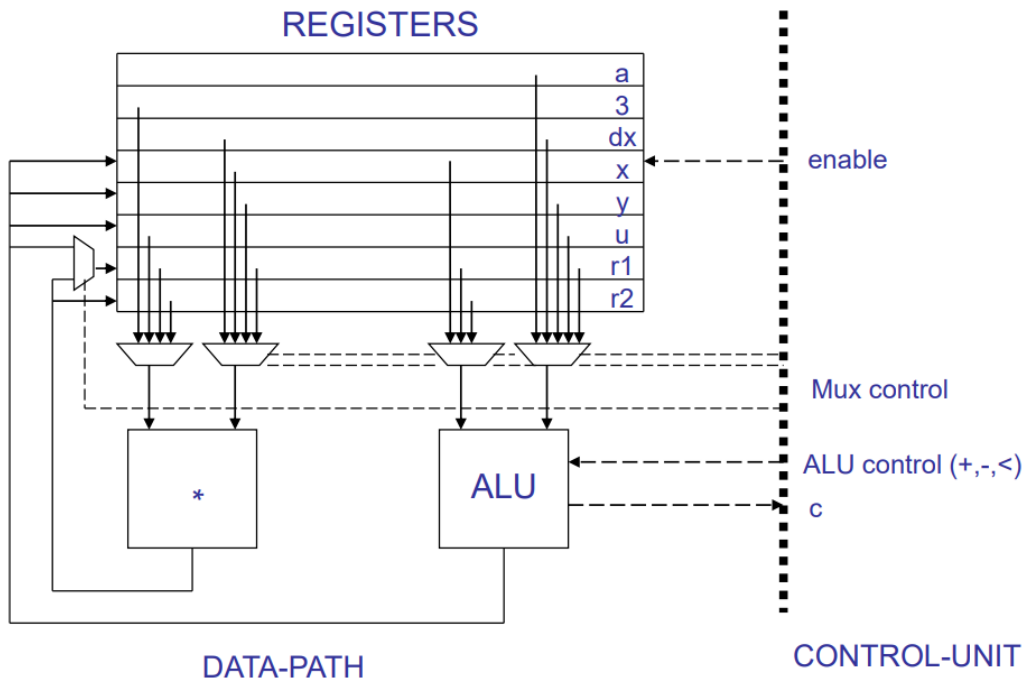 REGISTERS
a
3
dx
x
y
u
r1
r2
enable
Mux control
ALU control (+,-,<)
c
*
ALU
DATA-PATH
CONTROL-UNIT